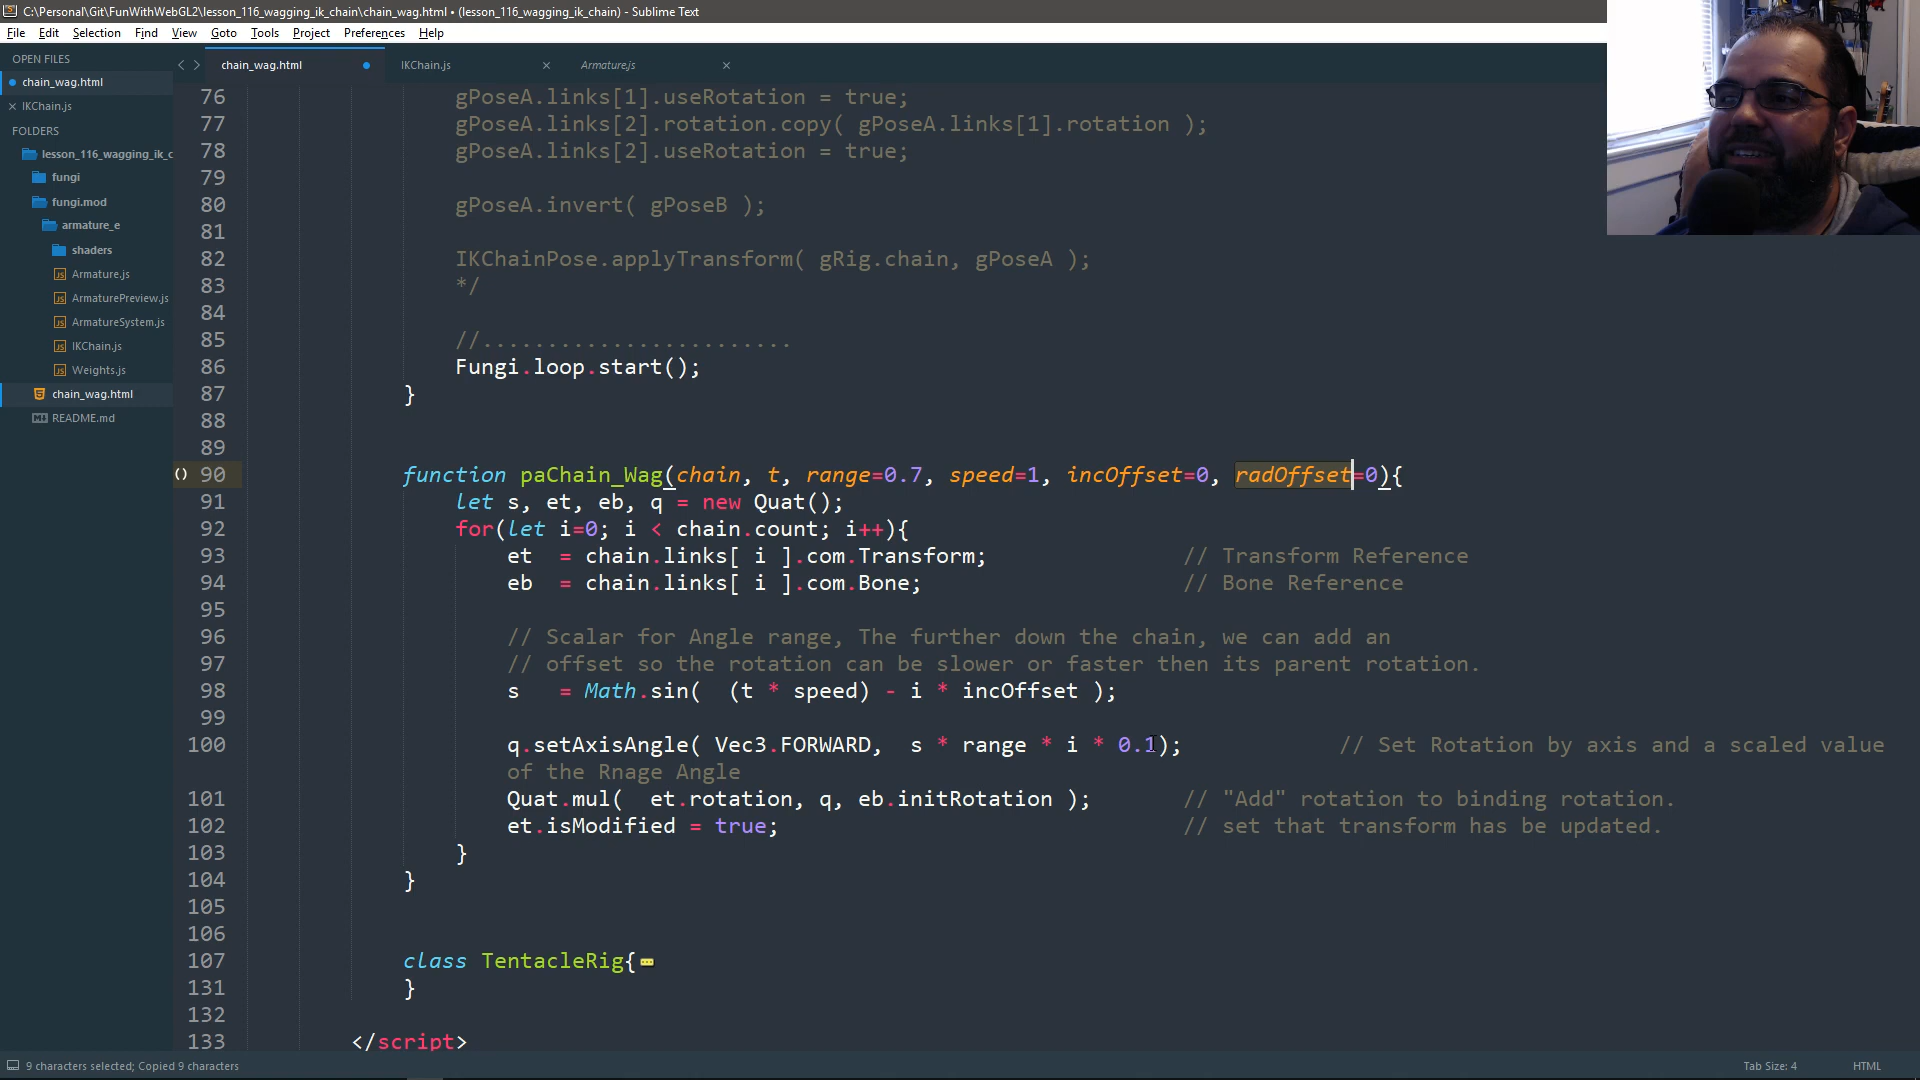 C:\Personal\Git\FunWithWebGL2\lesson_116_wagging_ik_chain\chain_wag.html • (lesson_116_wagging_ik_chain) - Sublime Text
File Edit Selection Find View Goto Tools Project Preferences Help
OPEN FILES
chain_wag.html
IKChain.js
FOLDERS
lesson_116_wagging_ik_c
fungi
fungi.mod
armature_e
shaders
Armature.js
ArmaturePreview.js
ArmatureSystem.js
IKChain.js
Weights.js
chain_wag.html
README.md
chain_wag.html IKChain.js Armature.js
76 gPoseA.links[1].useRotation = true;
77 gPoseA.links[2].rotation.copy( gPoseA.links[1].rotation );
78 gPoseA.links[2].useRotation = true;
79
80 gPoseA.invert( gPoseB );
81
82 IKChainPose.applyTransform( gRig.chain, gPoseA );
83 */
84
85 //........................
86 Fungi.loop.start();
87 }
88
89
90 function paChain_Wag(chain, t, range=0.7, speed=1, incOffset=0, radOffset=0){
91 let s, et, eb, q = new Quat();
92 for(let i=0; i < chain.count; i++){
93 et = chain.links[ i ].com.Transform; // Transform Reference
94 eb = chain.links[ i ].com.Bone; // Bone Reference
95
96 // Scalar for Angle range, The further down the chain, we can add an
97 // offset so the rotation can be slower or faster then its parent rotation.
98 s = Math.sin( (t * speed) - i * incOffset );
99
100 q.setAxisAngle( Vec3.FORWARD, s * range * i * 0.1); // Set Rotation by axis and a scaled value
of the Rnage Angle
101 Quat.mul( et.rotation, q, eb.initRotation ); // "Add" rotation to binding rotation.
102 et.isModified = true; // set that transform has be updated.
103 }
104 }
105
106
107 class TentacleRig{
131 }
132
133 </script>
9 characters selected; Copied 9 characters
Tab Size: 4 HTML